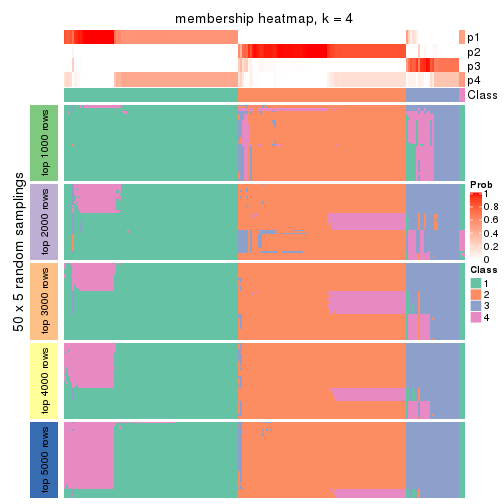 membership heatmap, k = 4
p1
p2
p3
p4
Class
50 x 5 random samplings
top 1000 rows
top 2000 rows
top 3000 rows
top 4000 rows
top 5000 rows
Prob
1
0.8
0.6
0.4
0.2
0
Class
1
2
3
4